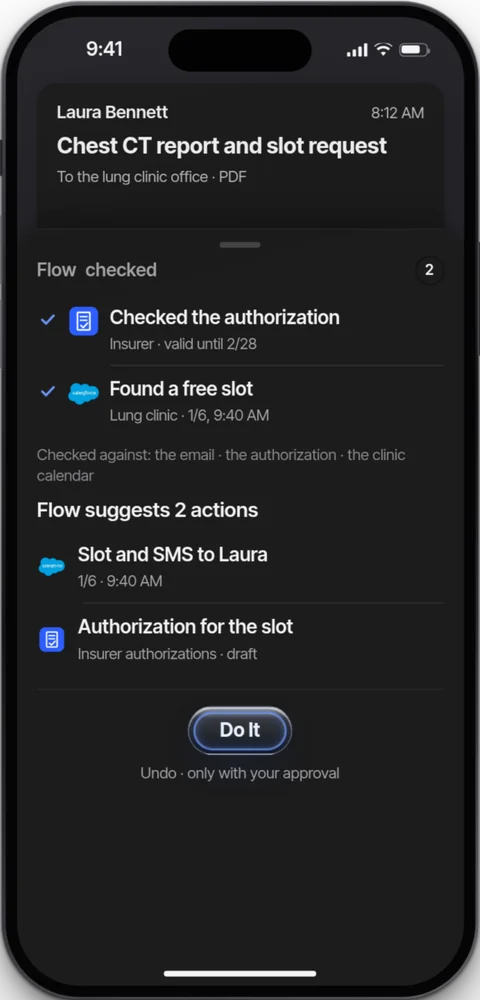 9:41
Laura Bennett 8:12 AM
Chest CT report and slot request
To the lung clinic office · PDF
Flow checked 2
Checked the authorization
Insurer · valid until 2/28
salesforce
Found a free slot
Lung clinic · 1/6, 9:40 AM
Checked against: the email · the authorization · the clinic
calendar
Flow suggests 2 actions
salesforce
Slot and SMS to Laura
1/6 · 9:40 AM
Authorization for the slot
Insurer authorizations · draft
Do It
Undo · only with your approval